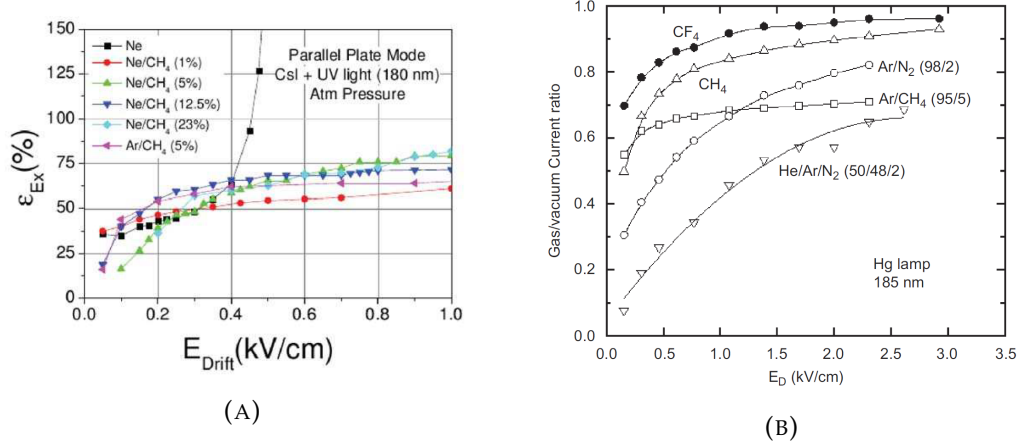 150
125
100
75
50
25
0
ε_Ex(%)
Ne
Ne/CH₄ (1%)
Ne/CH₄ (5%)
Ne/CH₄ (12.5%)
Ne/CH₄ (23%)
Ar/CH₄ (5%)
Parallel Plate Mode
CsI + UV light (180 nm)
Atm Pressure
0.0 0.2 0.4 0.6 0.8 1.0
E_Drift(kV/cm)
(A)
1.0
0.8
0.6
0.4
0.2
0.0
Gas/vacuum Current ratio
CF₄
CH₄
Ar/N₂ (98/2)
Ar/CH₄ (95/5)
He/Ar/N₂ (50/48/2)
Hg lamp
185 nm
0.0 0.5 1.0 1.5 2.0 2.5 3.0 3.5
E_D (kV/cm)
(B)